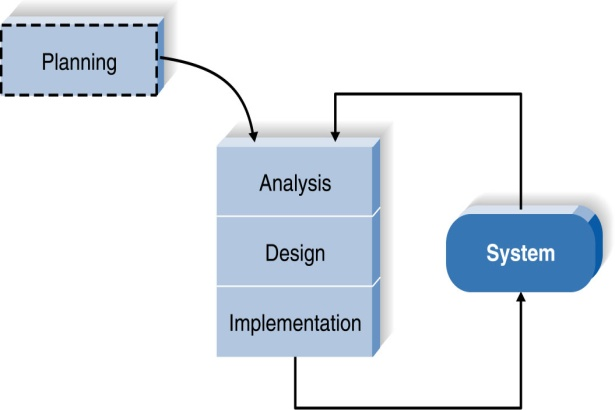 Planning
Analysis
Design
System
Implementation